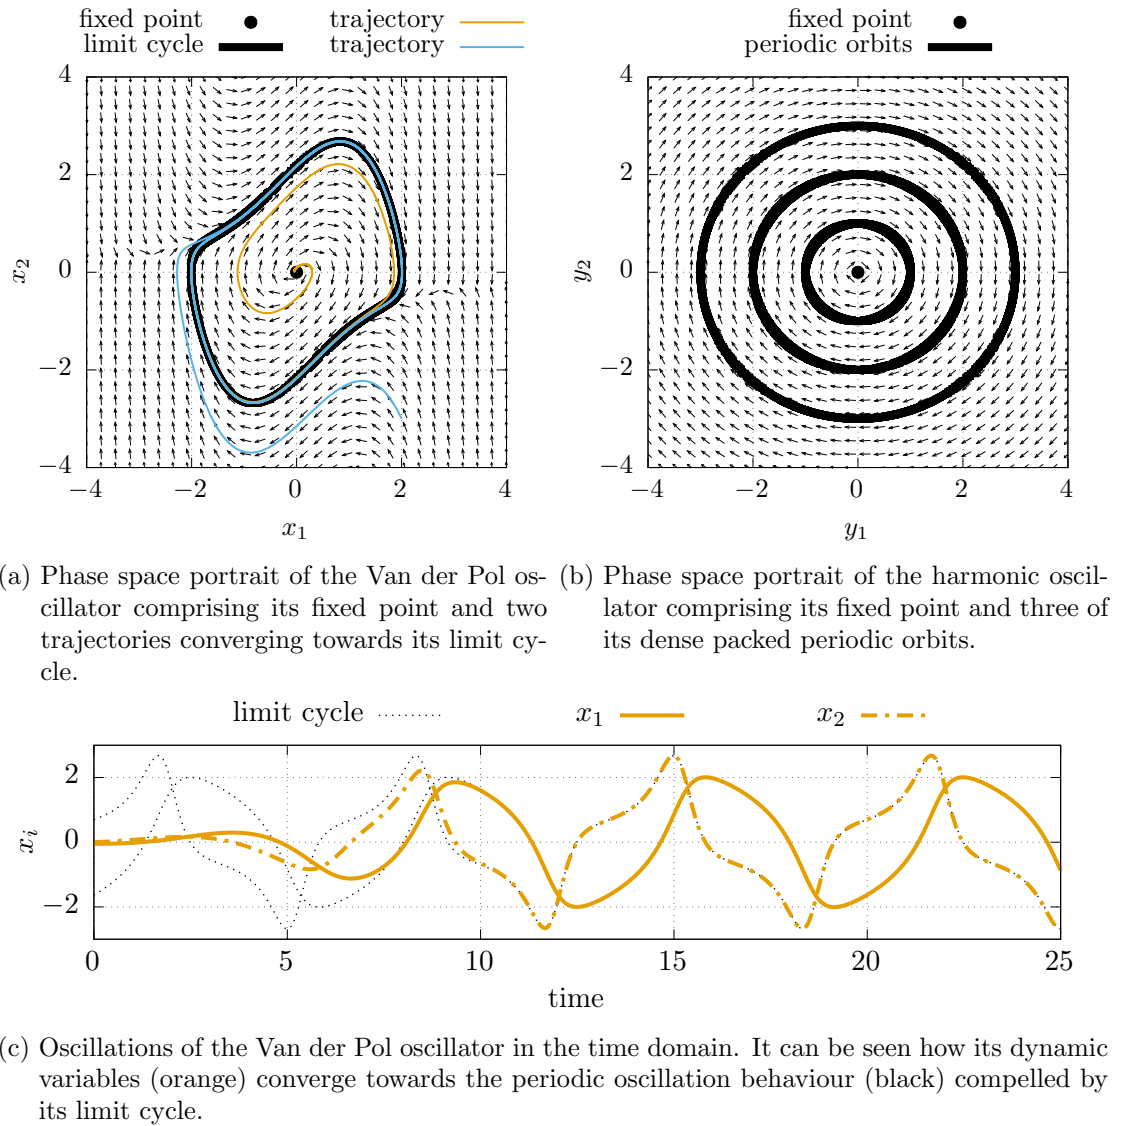 fixed point
limit cycle
trajectory
trajectory
4
2
0
−2
−4
x2
−4 −2 0 2 4
x1
fixed point
periodic orbits
4
2
0
−2
−4
y2
−4 −2 0 2 4
y1
(a) Phase space portrait of the Van der Pol os-
cillator comprising its fixed point and two
trajectories converging towards its limit cy-
cle.
(b) Phase space portrait of the harmonic oscil-
lator comprising its fixed point and three of
its dense packed periodic orbits.
limit cycle x1 x2
2
0
−2
xi
0 5 10 15 20 25
time
(c) Oscillations of the Van der Pol oscillator in the time domain. It can be seen how its dynamic
variables (orange) converge towards the periodic oscillation behaviour (black) compelled by
its limit cycle.